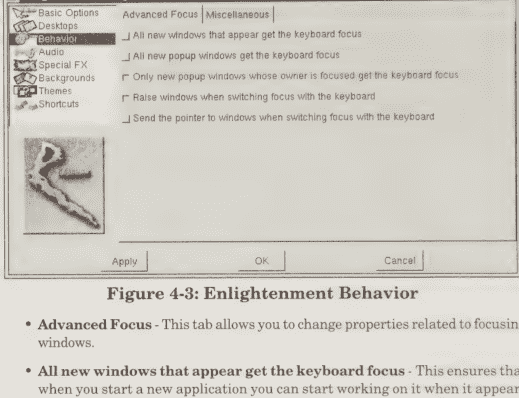 Basic Options
Desktops
Behavior
Audio
Special FX
Backgrounds
Themes
Shortcuts
Advanced Focus Miscellaneous
All new windows that appear get the keyboard focus
All new popup windows get the keyboard focus
Only new popup windows whose owner is focused get the keyboard focus
Raise windows when switching focus with the keyboard
Send the pointer to windows when switching focus with the keyboard
Apply OK Cancel
Figure 4-3: Enlightenment Behavior
• Advanced Focus - This tab allows you to change properties related to focusin
windows.
• All new windows that appear get the keyboard focus - This ensures tha
when you start a new application you can start working on it when it appear